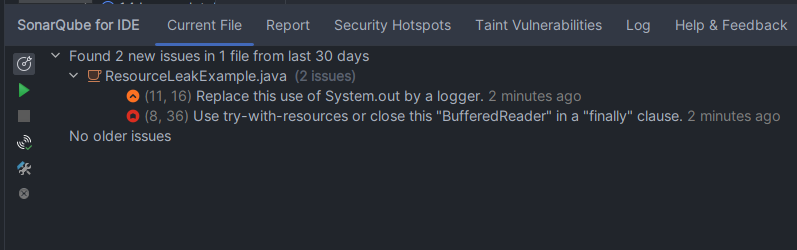 SonarQube for IDE Current File Report Security Hotspots Taint Vulnerabilities Log Help & Feedback
Found 2 new issues in 1 file from last 30 days
ResourceLeakExample.java (2 issues)
(11, 16) Replace this use of System.out by a logger. 2 minutes ago
(8, 36) Use try-with-resources or close this "BufferedReader" in a "finally" clause. 2 minutes ago
No older issues